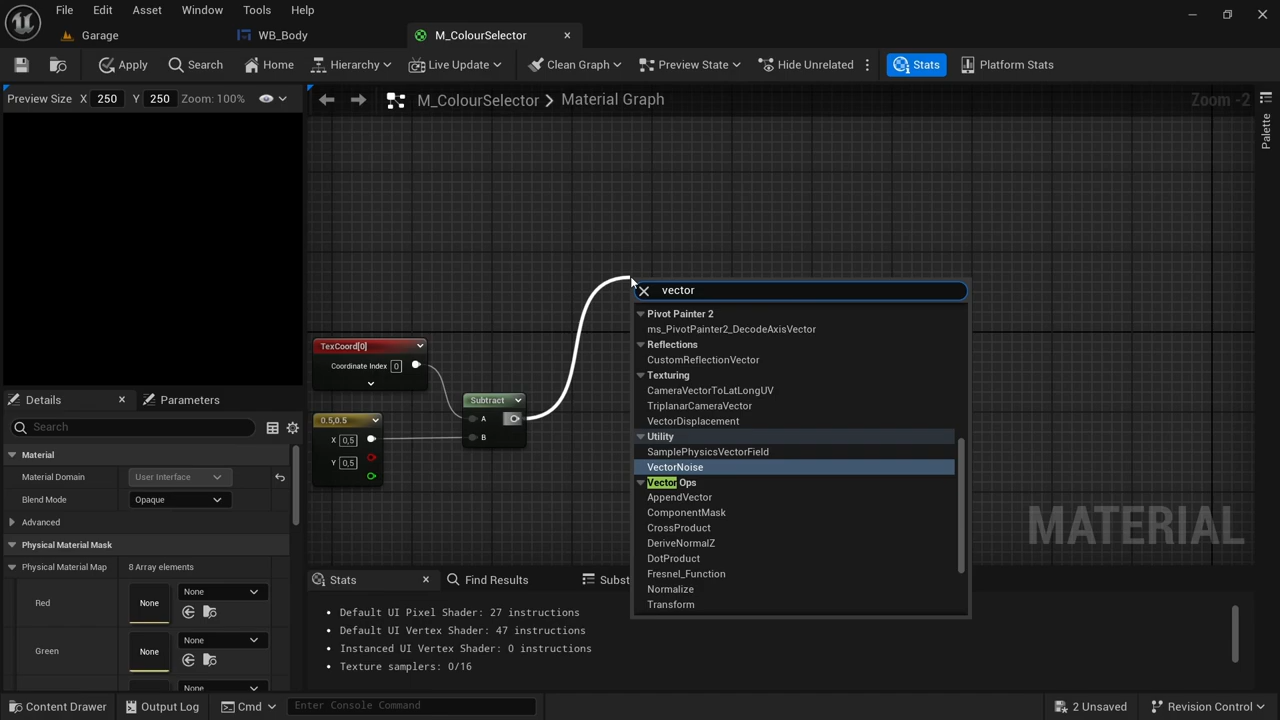 File Edit Asset Window Tools Help
Garage WB_Body M_ColourSelector
Apply Search Home Hierarchy Live Update Clean Graph Preview State Hide Unrelated Stats Platform Stats
Preview Size X 250 Y 250 Zoom: 100%
M_ColourSelector Material Graph Zoom -2
Palette
vector
Pivot Painter 2
ms_PivotPainter2_DecodeAxisVector
Reflections
CustomReflectionVector
Texturing
CameraVectorToLatLongUV
TriplanarCameraVector
VectorDisplacement
Utility
SamplePhysicsVectorField
VectorNoise
Vector Ops
AppendVector
ComponentMask
CrossProduct
DeriveNormalZ
DotProduct
Fresnel_Function
Normalize
Transform
TexCoord[0]
Coordinate Index 0
0.5,0.5
X 0,5
Y 0,5
Subtract
A
B
MATERIAL
Details Parameters
Search
Material
Material Domain User Interface
Blend Mode Opaque
Advanced
Physical Material Mask
Physical Material Map 8 Array elements
Red None None
Green None None
None
Stats Find Results Subst
Default UI Pixel Shader: 27 instructions
Default UI Vertex Shader: 47 instructions
Instanced UI Vertex Shader: 0 instructions
Texture samplers: 0/16
Content Drawer Output Log Cmd Enter Console Command 2 Unsaved Revision Control